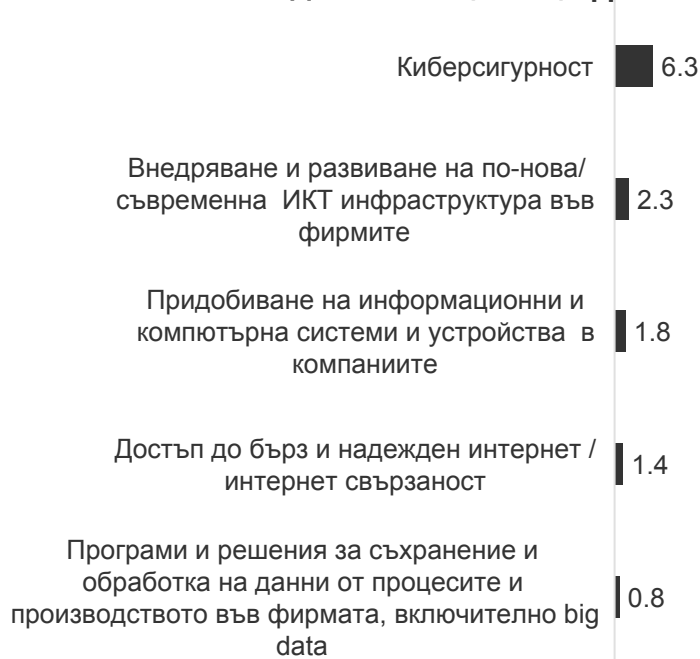 Киберсигурност
6.3
Внедряване и развиване на по-нова/
съвременна ИКТ инфраструктура във
фирмите
2.3
Придобиване на информационни и
компютърна системи и устройства в
компаниите
1.8
Достъп до бърз и надежден интернет /
интернет свързаност
1.4
Програми и решения за съхранение и
обработка на данни от процесите и
производството във фирмата, включително big
data
0.8